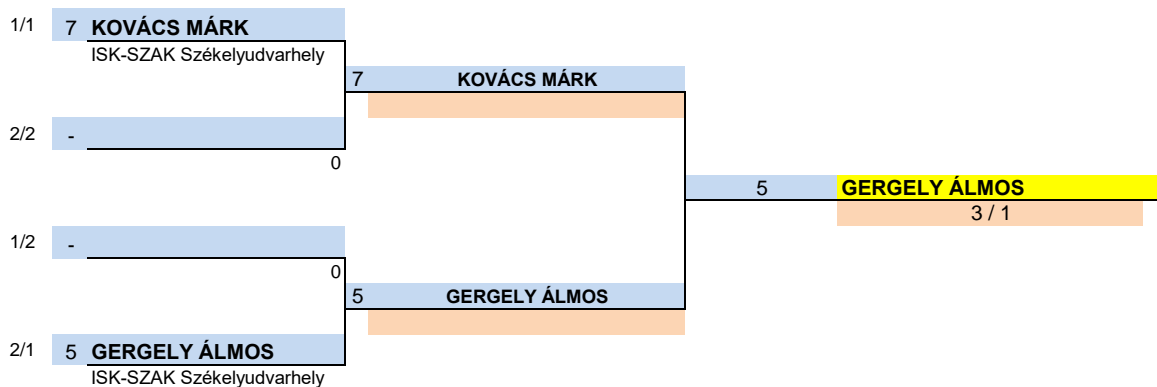 1/1 7 KOVÁCS MÁRK
ISK-SZAK Székelyudvarhely
7 KOVÁCS MÁRK
2/2 -
0
5 GERGELY ÁLMOS
3 / 1
1/2 -
0
5 GERGELY ÁLMOS
2/1 5 GERGELY ÁLMOS
ISK-SZAK Székelyudvarhely